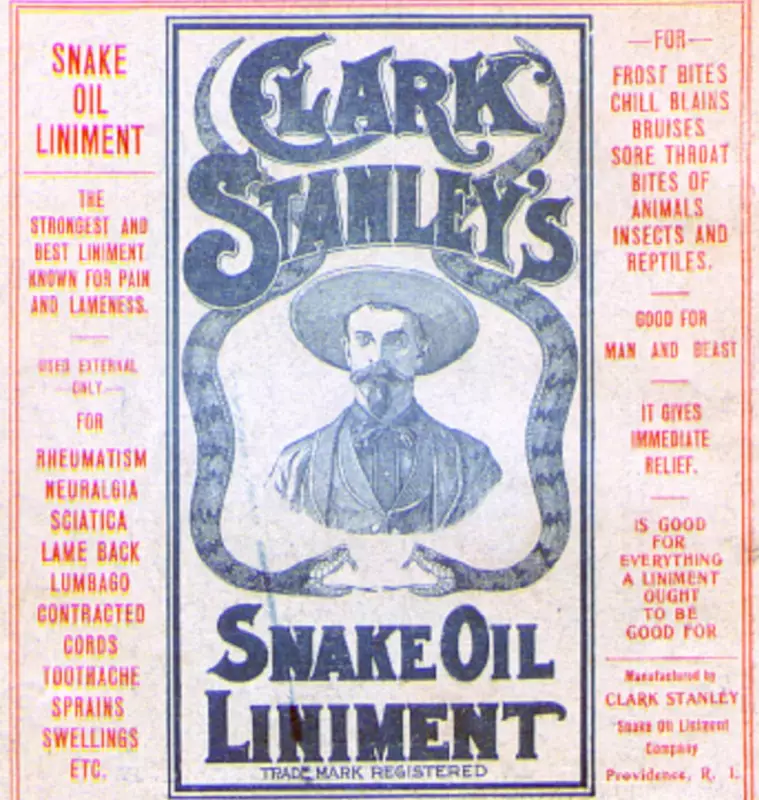 SNAKE
OIL
LINIMENT
THE
STRONGEST AND
BEST LINIMENT
KNOWN FOR PAIN
AND LAMENESS.
USED EXTERNAL
ONLY
FOR
RHEUMATISM
NEURALGIA
SCIATICA
LAME BACK
LUMBAGO
CONTRACTED
CORDS
TOOTHACHE
SPRAINS
SWELLINGS
ETC.
CLARK
STANLEY'S
SNAKE OIL
LINIMENT
TRADE MARK REGISTERED
—FOR—
FROST BITES
CHILL BLAINS
BRUISES
SORE THROAT
BITES OF
ANIMALS
INSECTS AND
REPTILES.
GOOD FOR
MAN AND BEAST
IT GIVES
IMMEDIATE
RELIEF.
IS GOOD
FOR
EVERYTHING
A LINIMENT
OUGHT
TO BE
GOOD FOR
Manufactured by
CLARK STANLEY
Snake Oil Liniment
Company
Providence, R. I.